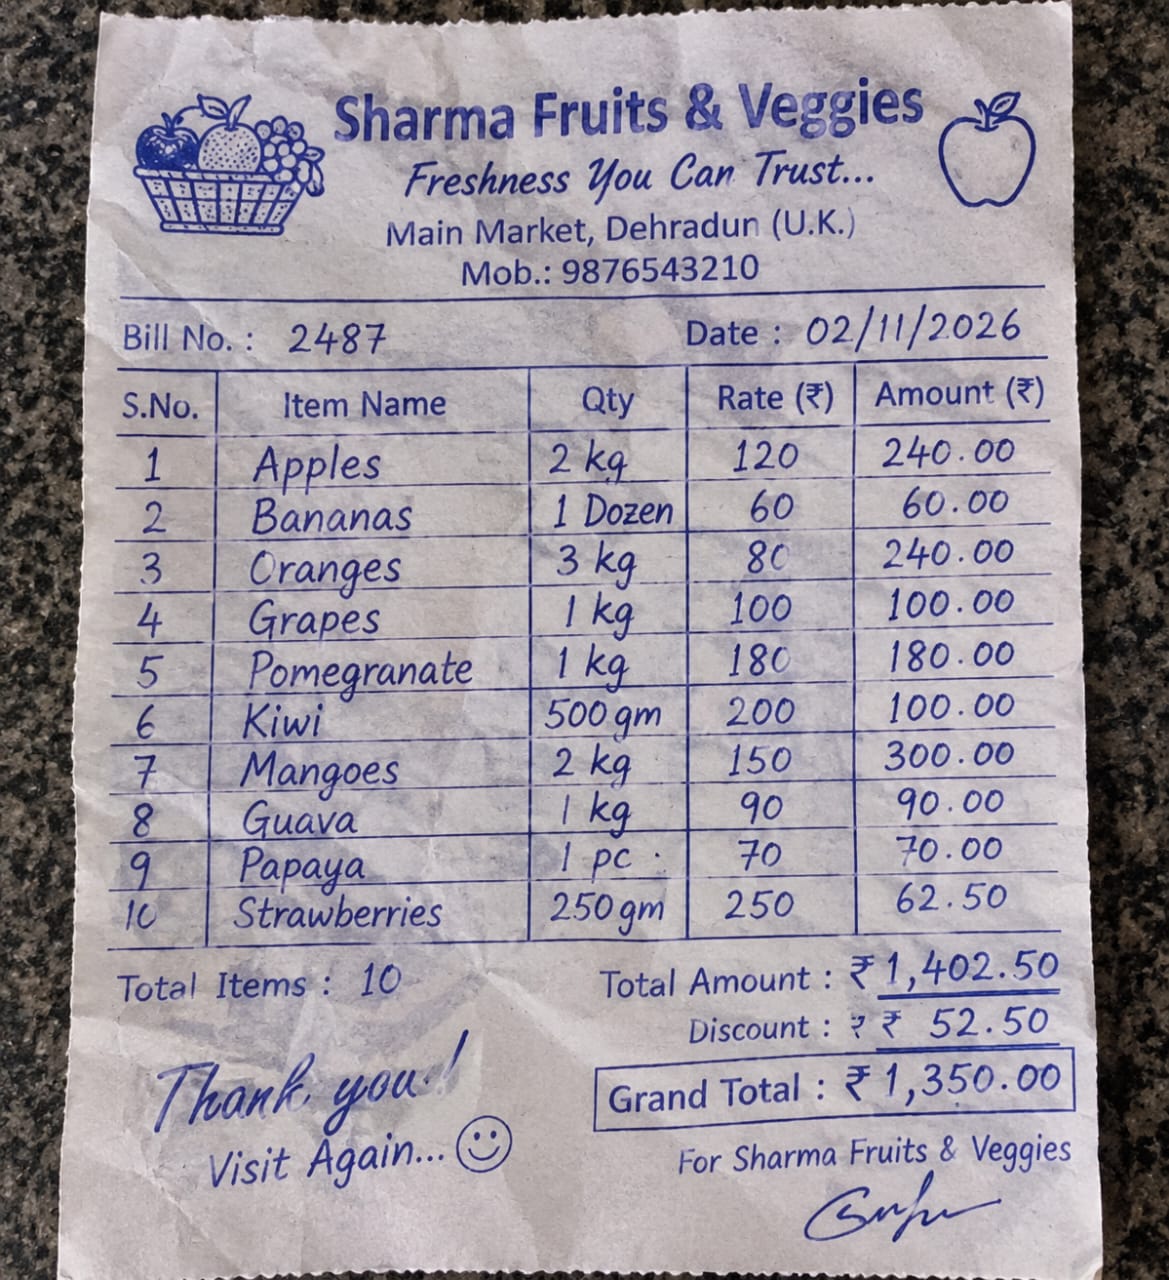 Sharma Fruits & Veggies
Freshness You Can Trust...
Main Market, Dehradun (U.K.)
Mob.: 9876543210
Bill No. : 2487 Date : 02/11/2026
S.No. Item Name Qty Rate (₹) Amount (₹)
1 Apples 2 kg 120 240.00
2 Bananas 1 Dozen 60 60.00
3 Oranges 3 kg 80 240.00
4 Grapes 1 kg 100 100.00
5 Pomegranate 1 kg 180 180.00
6 Kiwi 500 gm 200 100.00
7 Mangoes 2 kg 150 300.00
8 Guava 1 kg 90 90.00
9 Papaya 1 pc 70 70.00
10 Strawberries 250 gm 250 62.50
Total Items : 10 Total Amount : ₹ 1,402.50
Discount : ₹ ₹ 52.50
Grand Total : ₹ 1,350.00
Thank you!
Visit Again...
For Sharma Fruits & Veggies